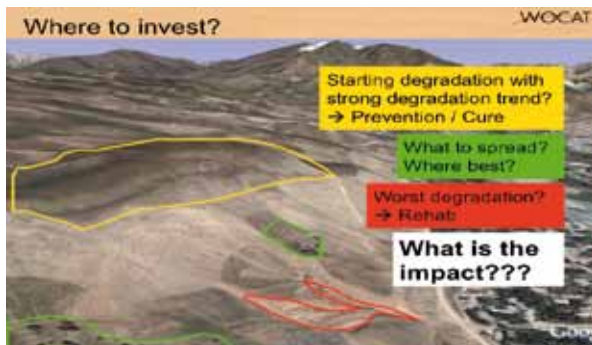 Where to invest?
WOCAT
Starting degradation with
strong degradation trend?
→ Prevention / Cure
What to spread?
Where best?
Worst degradation?
→ Rehab
What is the
impact???
Goo